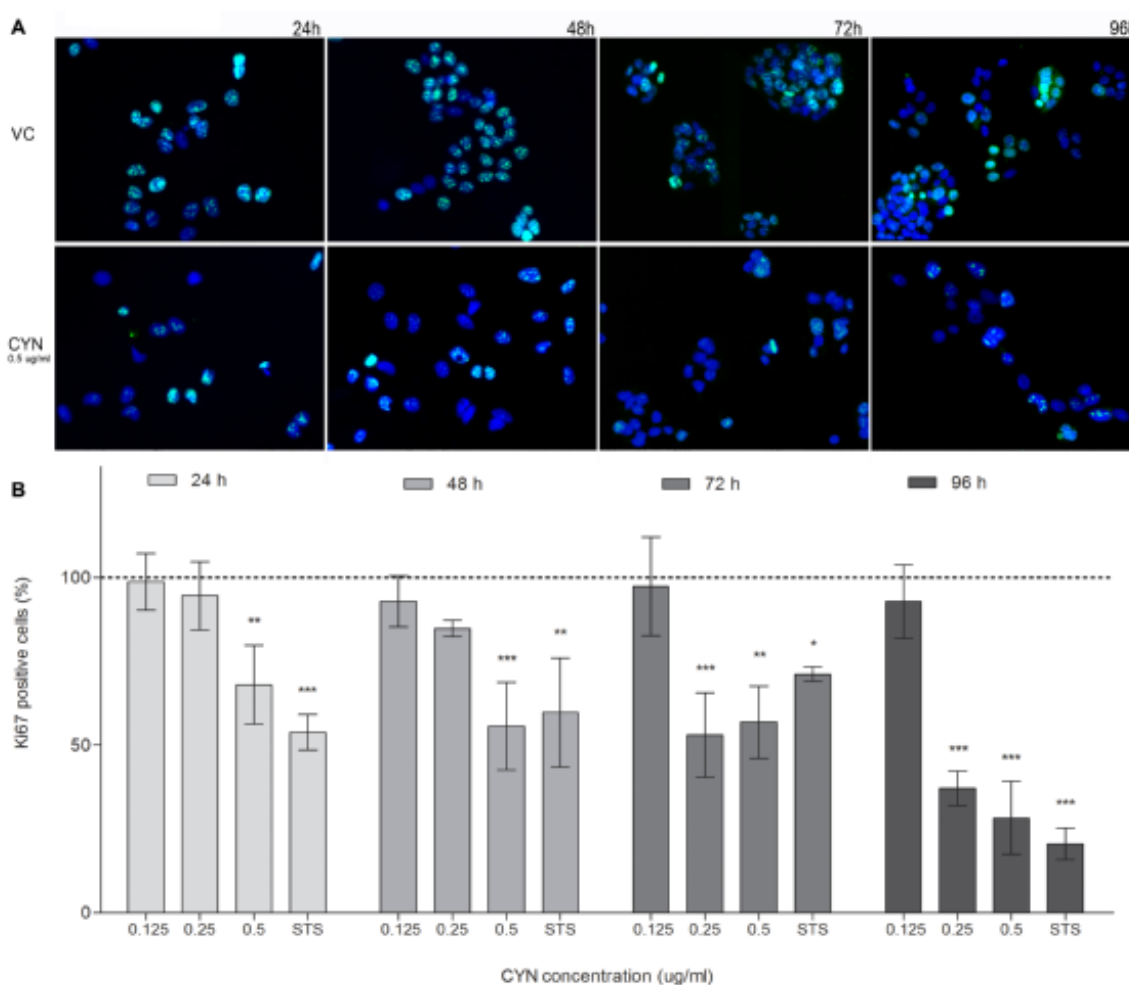 A
24h
48h
72h
96h
VC
CYN
0.5 ug/ml
B
24 h
48 h
72 h
96 h
Ki67 positive cells (%)
100
50
0
**
***
***
**
***
**
*
***
***
***
0.125 0.25 0.5 STS 0.125 0.25 0.5 STS 0.125 0.25 0.5 STS 0.125 0.25 0.5 STS
CYN concentration (ug/ml)